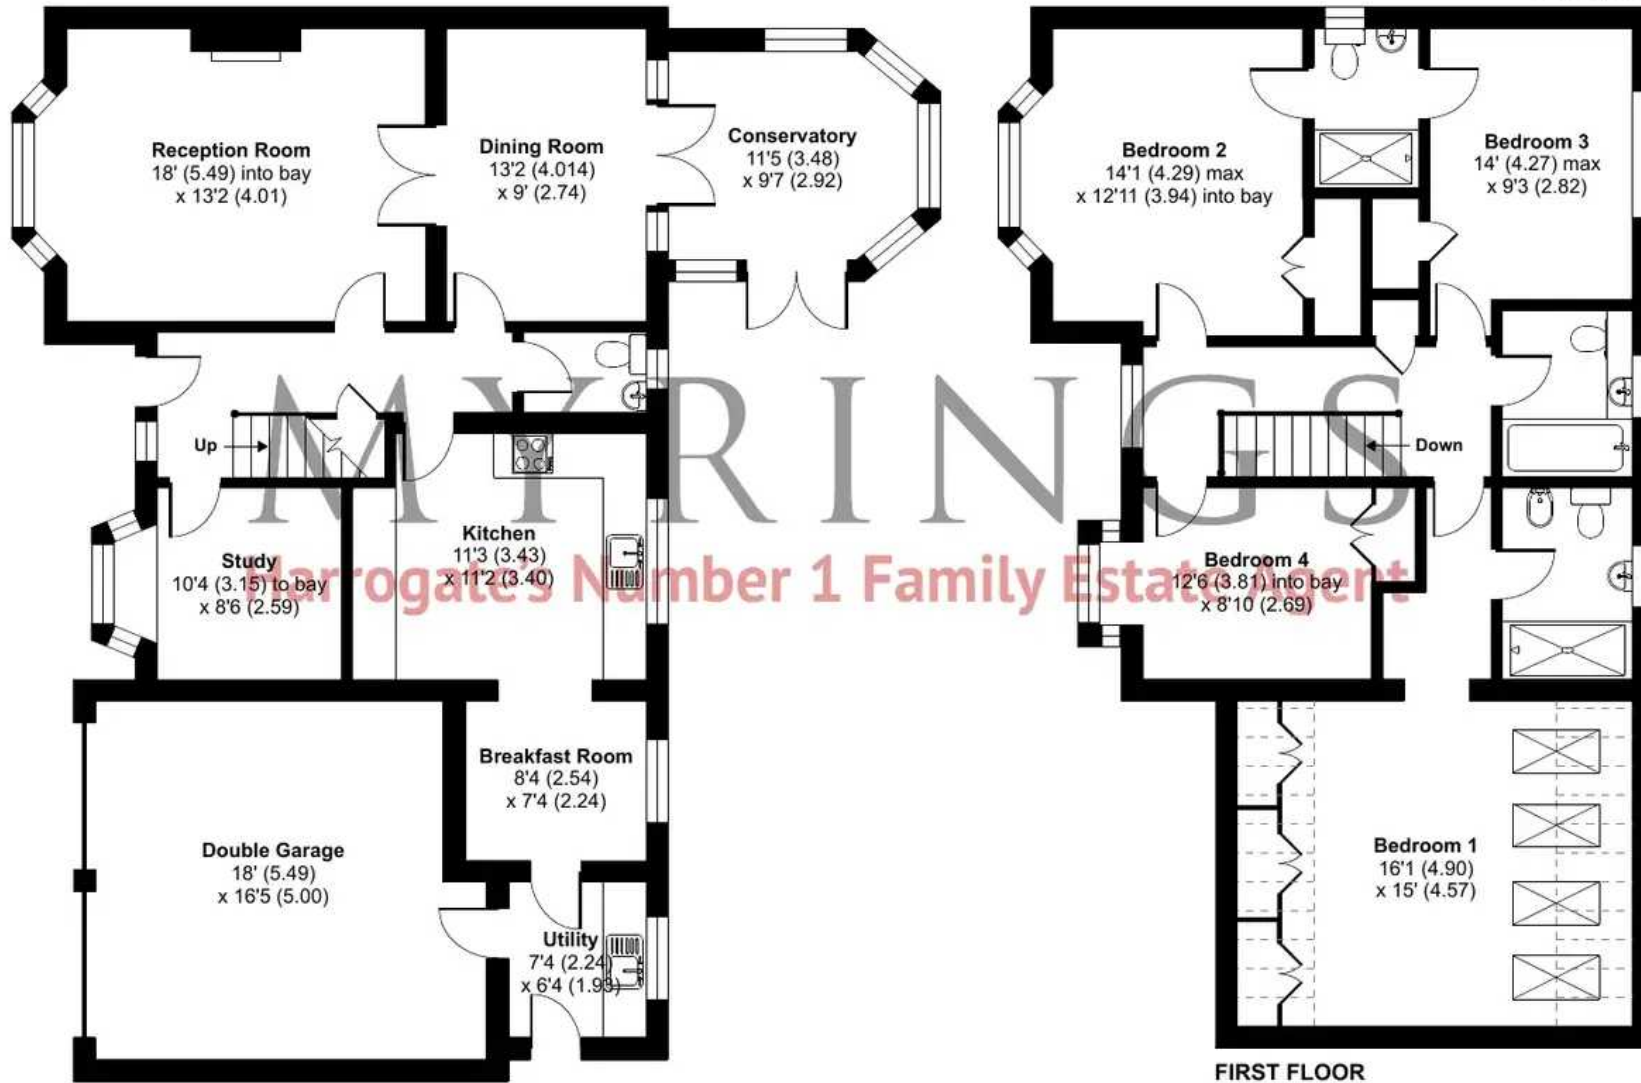 Reception Room
18' (5.49) into bay
x 13'2 (4.01)
Dining Room
13'2 (4.014)
x 9' (2.74)
Conservatory
11'5 (3.48)
x 9'7 (2.92)
Up
Study
10'4 (3.15) to bay
x 8'6 (2.59)
Kitchen
11'3 (3.43)
x 11'2 (3.40)
Breakfast Room
8'4 (2.54)
x 7'4 (2.24)
Double Garage
18' (5.49)
x 16'5 (5.00)
Utility
7'4 (2.24)
x 6'4 (1.93)
Bedroom 2
14'1 (4.29) max
x 12'11 (3.94) into bay
Bedroom 3
14' (4.27) max
x 9'3 (2.82)
Down
Bedroom 4
12'6 (3.81) into bay
x 8'10 (2.69)
Bedroom 1
16'1 (4.90)
x 15' (4.57)
FIRST FLOOR
MYRINGS
Harrogate's Number 1 Family Estate Agent